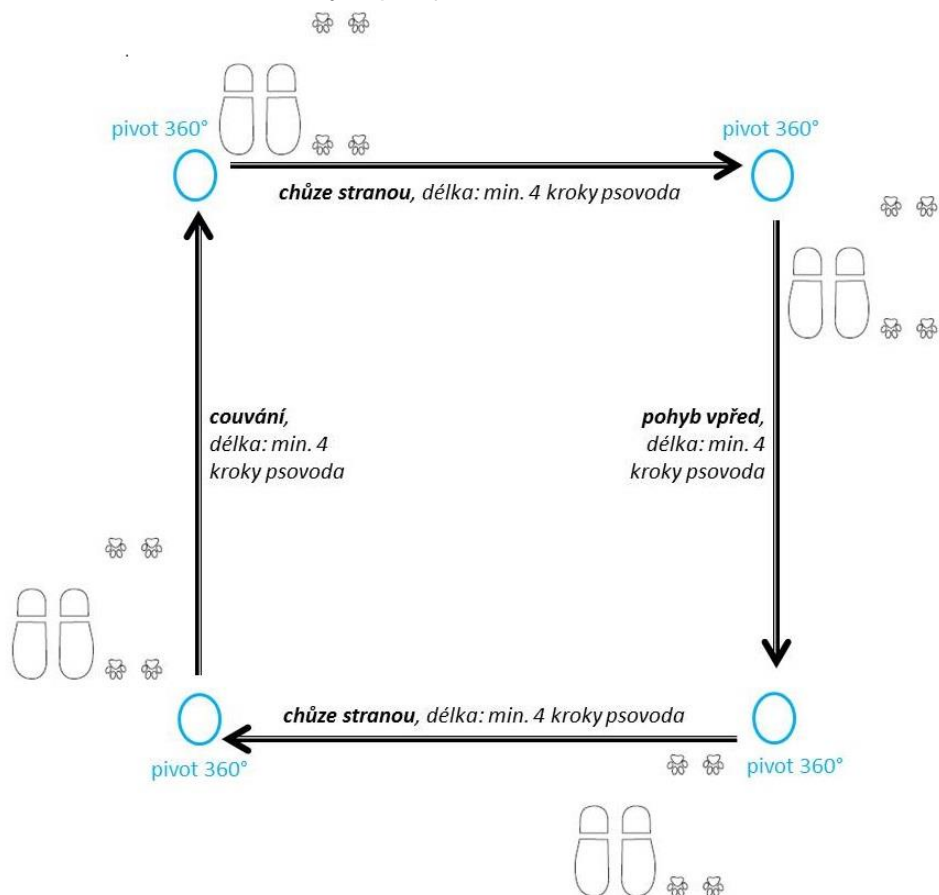 pivot 360°
pivot 360°
chůze stranou, délka: min. 4 kroky psovoda
couvání,
délka: min. 4
kroky psovoda
pohyb vpřed,
délka: min. 4
kroky psovoda
chůze stranou, délka: min. 4 kroky psovoda
pivot 360°
pivot 360°